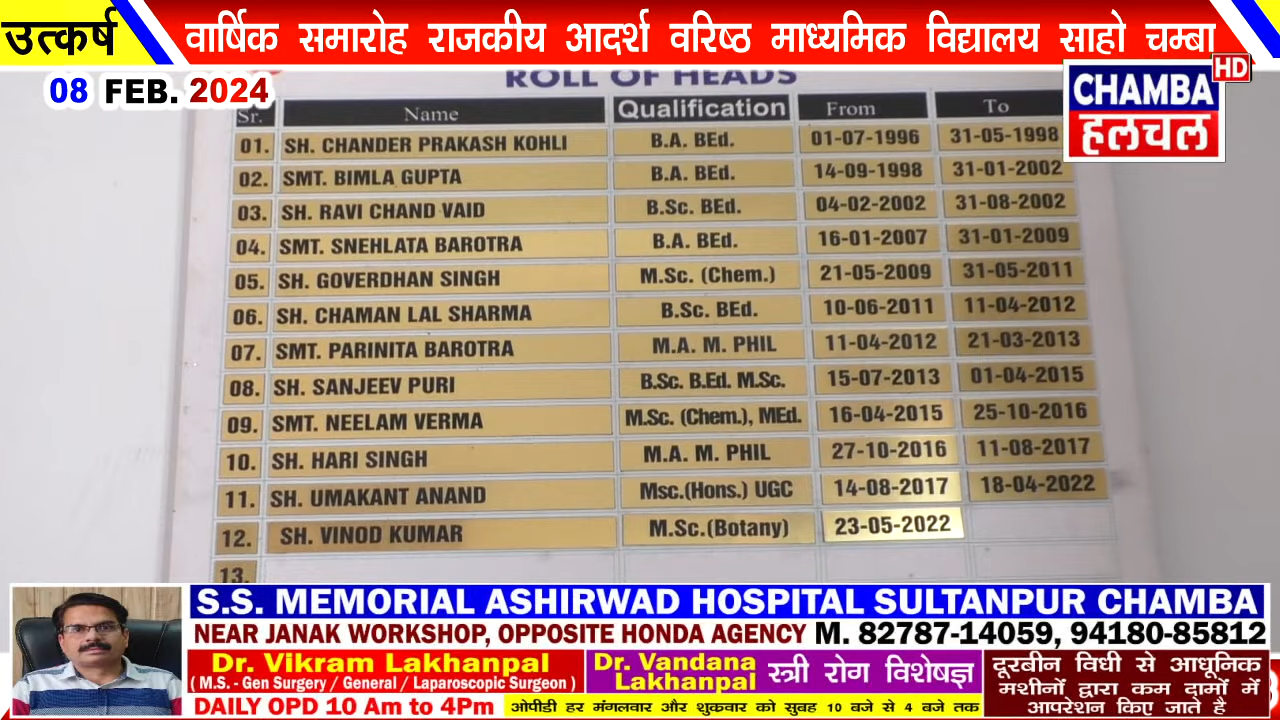 उत्कर्ष वार्षिक समारोह राजकीय आदर्श वरिष्ठ माध्यमिक विद्यालय साहो चम्बा
08 FEB. 2024
HD
CHAMBA
हलचल
ROLL OF HEADS
Sr. Name Qualification From To
01. SH. CHANDER PRAKASH KOHLI B.A. BEd. 01-07-1996 31-05-1998
02. SMT. BIMLA GUPTA B.A. BEd. 14-09-1998 31-01-2002
03. SH. RAVI CHAND VAID B.Sc. BEd. 04-02-2002 31-08-2002
04. SMT. SNEHLATA BAROTRA B.A. BEd. 16-01-2007 31-01-2009
05. SH. GOVERDHAN SINGH M.Sc. (Chem.) 21-05-2009 31-05-2011
06. SH. CHAMAN LAL SHARMA B.Sc. BEd. 10-06-2011 11-04-2012
07. SMT. PARINITA BAROTRA M.A. M. PHIL 11-04-2012 21-03-2013
08. SH. SANJEEV PURI B.Sc. B.Ed. M.Sc. 15-07-2013 01-04-2015
09. SMT. NEELAM VERMA M.Sc. (Chem.), MEd. 16-04-2015 25-10-2016
10. SH. HARI SINGH M.A. M. PHIL 27-10-2016 11-08-2017
11. SH. UMAKANT ANAND Msc.(Hons.) UGC 14-08-2017 18-04-2022
12. SH. VINOD KUMAR M.Sc.(Botany) 23-05-2022
13.
S.S. MEMORIAL ASHIRWAD HOSPITAL SULTANPUR CHAMBA
NEAR JANAK WORKSHOP, OPPOSITE HONDA AGENCY M. 82787-14059, 94180-85812
Dr. Vikram Lakhanpal
( M.S. - Gen Surgery / General / Laparoscopic Surgeon )
Dr. Vandana
Lakhanpal
स्त्री रोग विशेषज्ञ
दूरबीन विधी से आधुनिक
मशीनों द्वारा कम दामों में
आपरेशन किए जाते है
DAILY OPD 10 Am to 4Pm ओपीडी हर मंगलवार और शुकवार को सुबह 10 बजे से 4 बजे तक